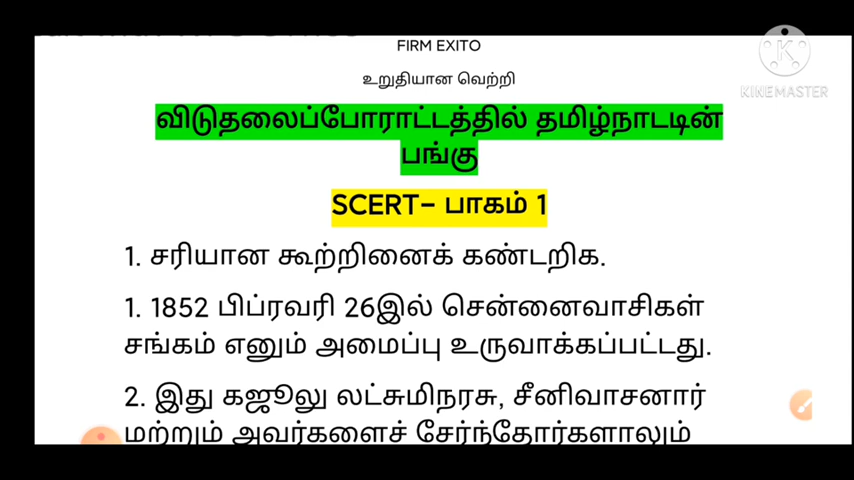 FIRM EXITO
உறுதியான வெற்றி
விடுதலைப்போராட்டத்தில் தமிழ்நாடடின்
பங்கு
SCERT– பாகம் 1
1. சரியான கூற்றினைக் கண்டறிக.
1. 1852 பிப்ரவரி 26இல் சென்னைவாசிகள்
சங்கம் எனும் அமைப்பு உருவாக்கப்பட்டது.
2. இது கஜூலு லட்சுமிநரசு, சீனிவாசனார்
மற்றும் அவர்களைச் சேர்ந்தோர்களாலும்
KINEMASTER